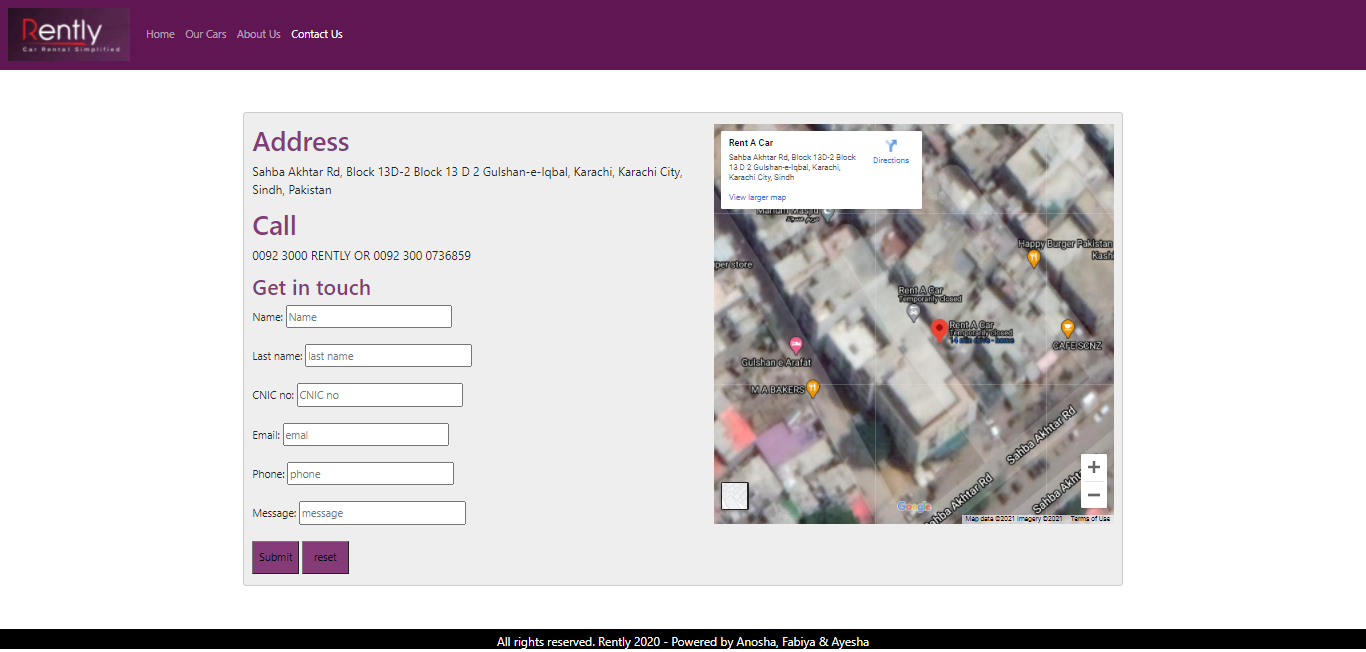 Rently
Car Rental Simplified
Home Our Cars About Us Contact Us
Address
Sahba Akhtar Rd, Block 13D-2 Block 13 D 2 Gulshan-e-Iqbal, Karachi, Karachi City,
Sindh, Pakistan
Call
0092 3000 RENTLY OR 0092 300 0736859
Get in touch
Name: Name
Last name: last name
CNIC no: CNIC no
Email: emal
Phone: phone
Message: message
Submit reset
Rent A Car
Sahba Akhtar Rd, Block 13D-2 Block
13 D 2 Gulshan-e-Iqbal, Karachi,
Karachi City, Sindh
Directions
View larger map
Happy Burger Pakistan
Kash
per store
Rent A Car
Temporarily closed
Rent A Car
Temporarily closed
14 min drive - home
CAFE SCNZ
Gulshan e Arafat
M A BAKERS
Sahba Akhtar Rd
Sahba Akhtar Rd
Sahba Akht
Google
Map data ©2021 Imagery ©2021 Terms of Use
All rights reserved. Rently 2020 - Powered by Anosha, Fabiya & Ayesha